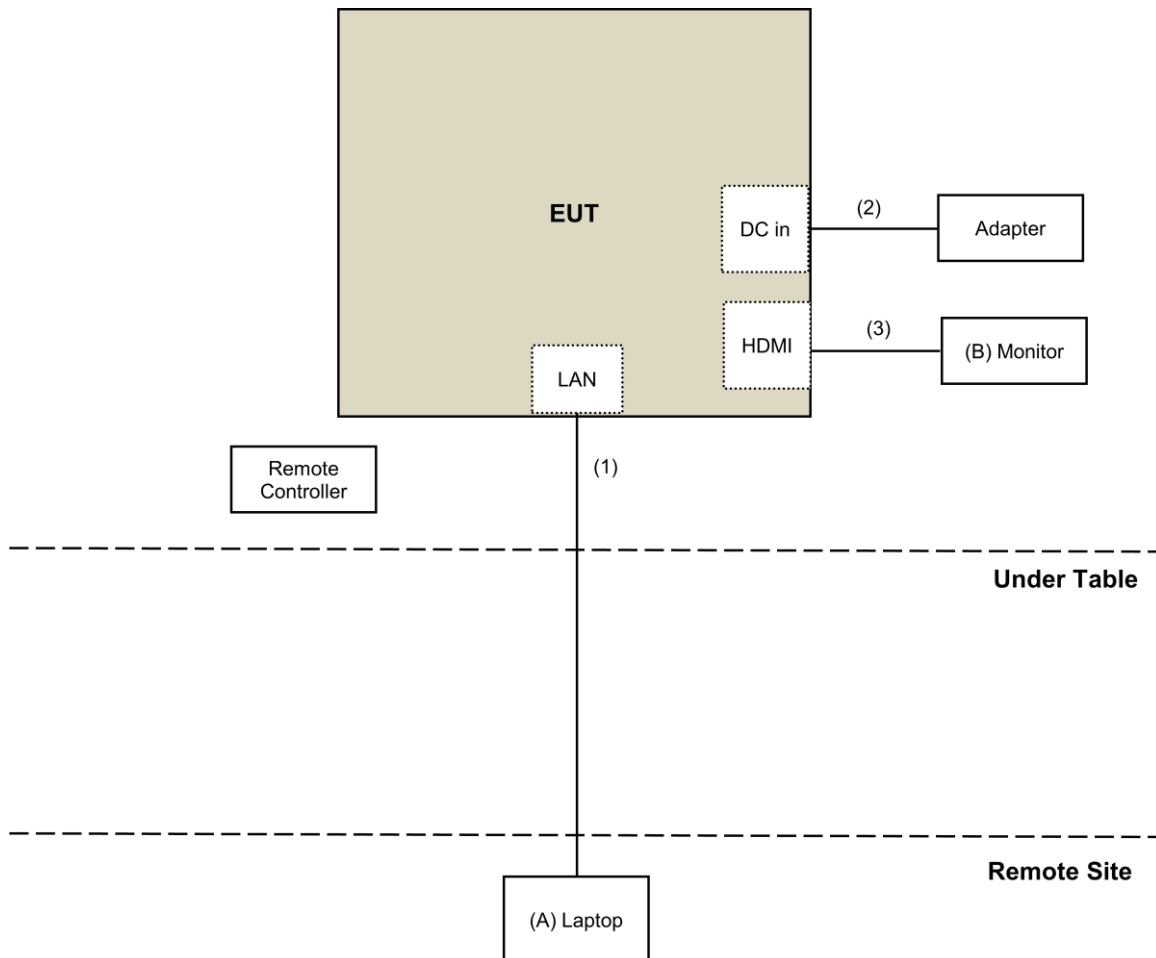 EUT
DC in
(2)
Adapter
HDMI
(3)
(B) Monitor
LAN
(1)
Remote
Controller
Under Table
Remote Site
(A) Laptop